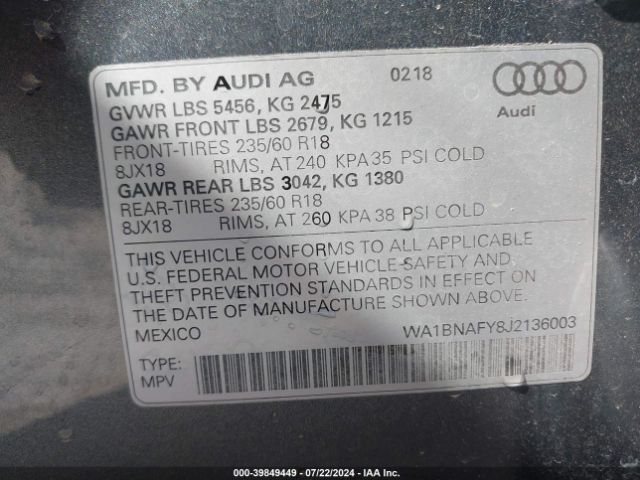 MFD. BY AUDI AG 0218
Audi
GVWR LBS 5456, KG 2475
GAWR FRONT LBS 2679, KG 1215
FRONT-TIRES 235/60 R18
8JX18 RIMS, AT 240 KPA 35 PSI COLD
GAWR REAR LBS 3042, KG 1380
REAR-TIRES 235/60 R18
8JX18 RIMS, AT 260 KPA 38 PSI COLD
THIS VEHICLE CONFORMS TO ALL APPLICABLE
U.S. FEDERAL MOTOR VEHICLE SAFETY AND
THEFT PREVENTION STANDARDS IN EFFECT ON
THE DATE OF MANUFACTURE SHOWN ABOVE.
MEXICO WA1BNAFY8J2136003
TYPE:
MPV
000-39849449 - 07/22/2024 - IAAI.COM